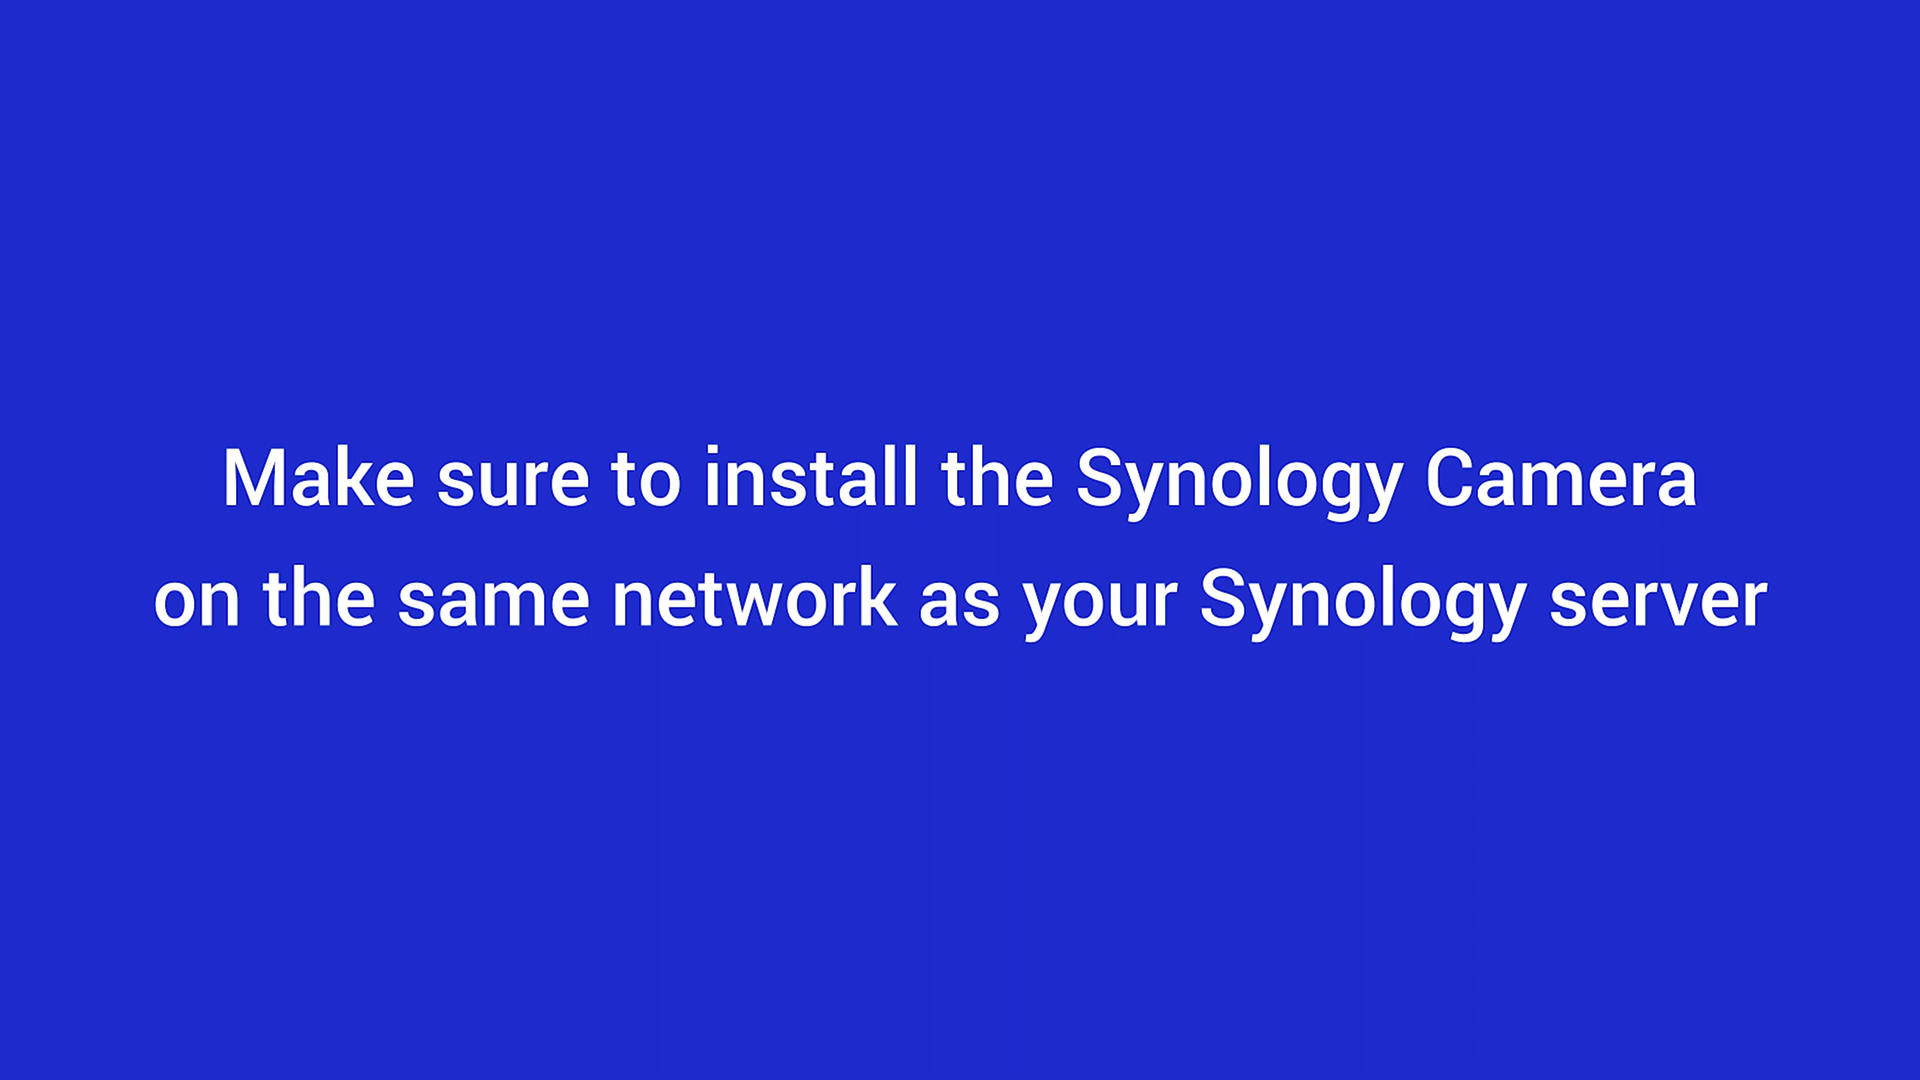 Make sure to install the Synology Camera
on the same network as your Synology server